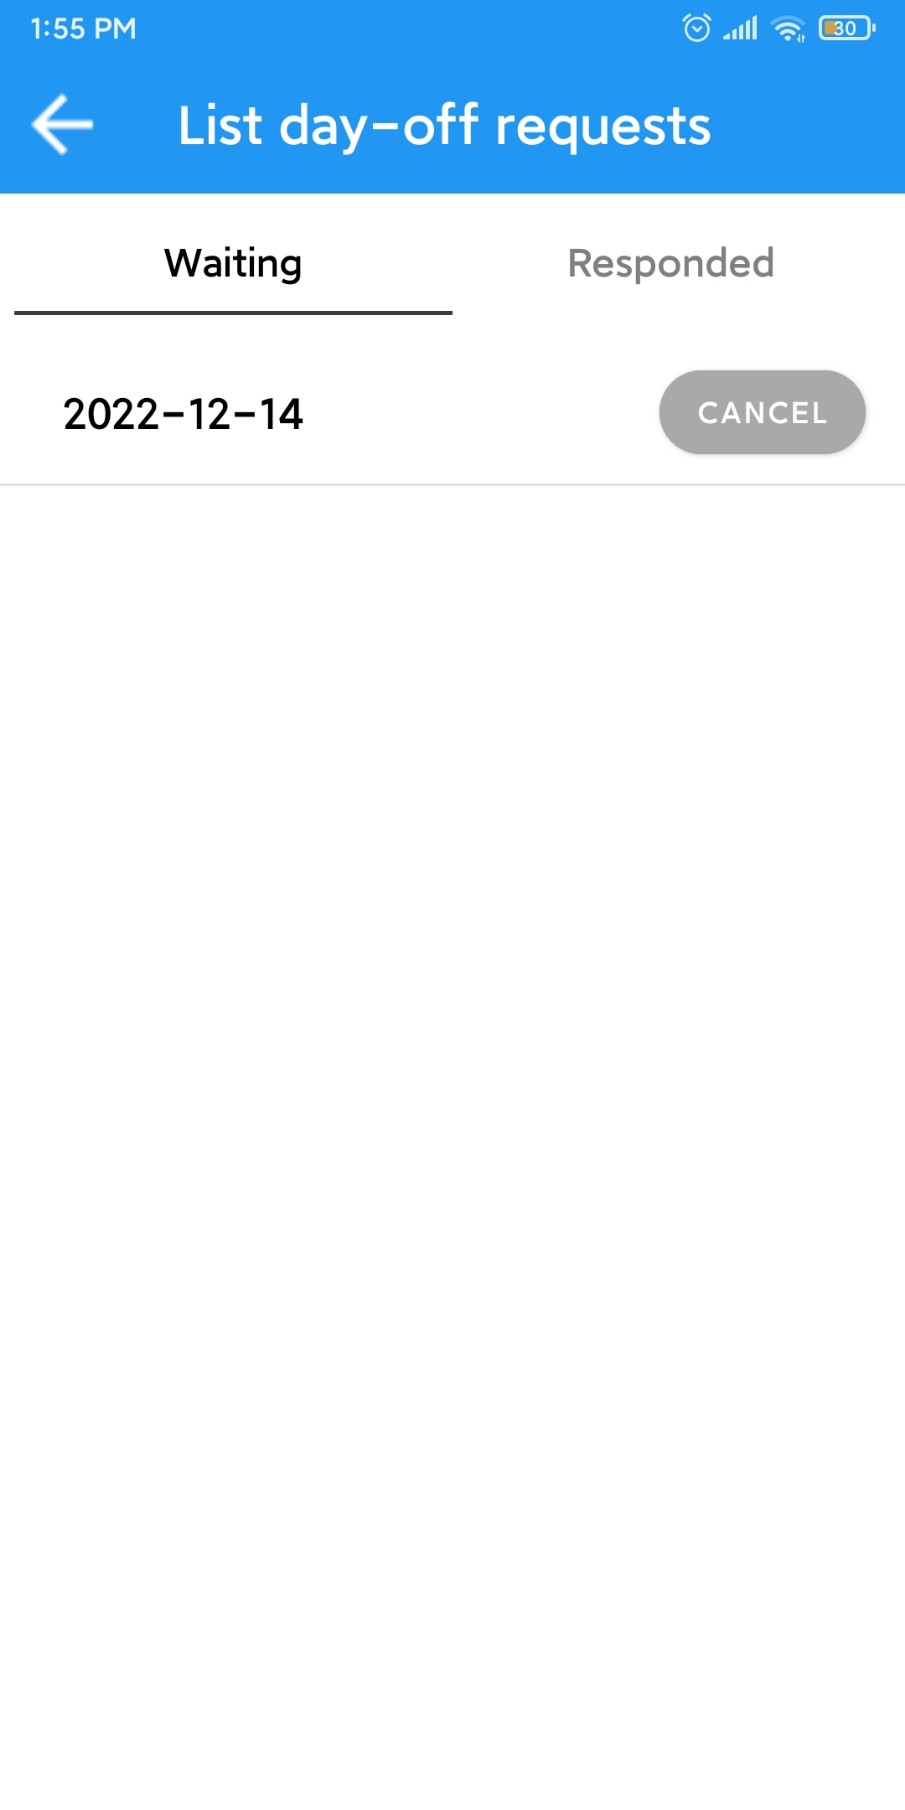 1:55 PM
30
List day-off requests
Waiting
Responded
2022-12-14
CANCEL